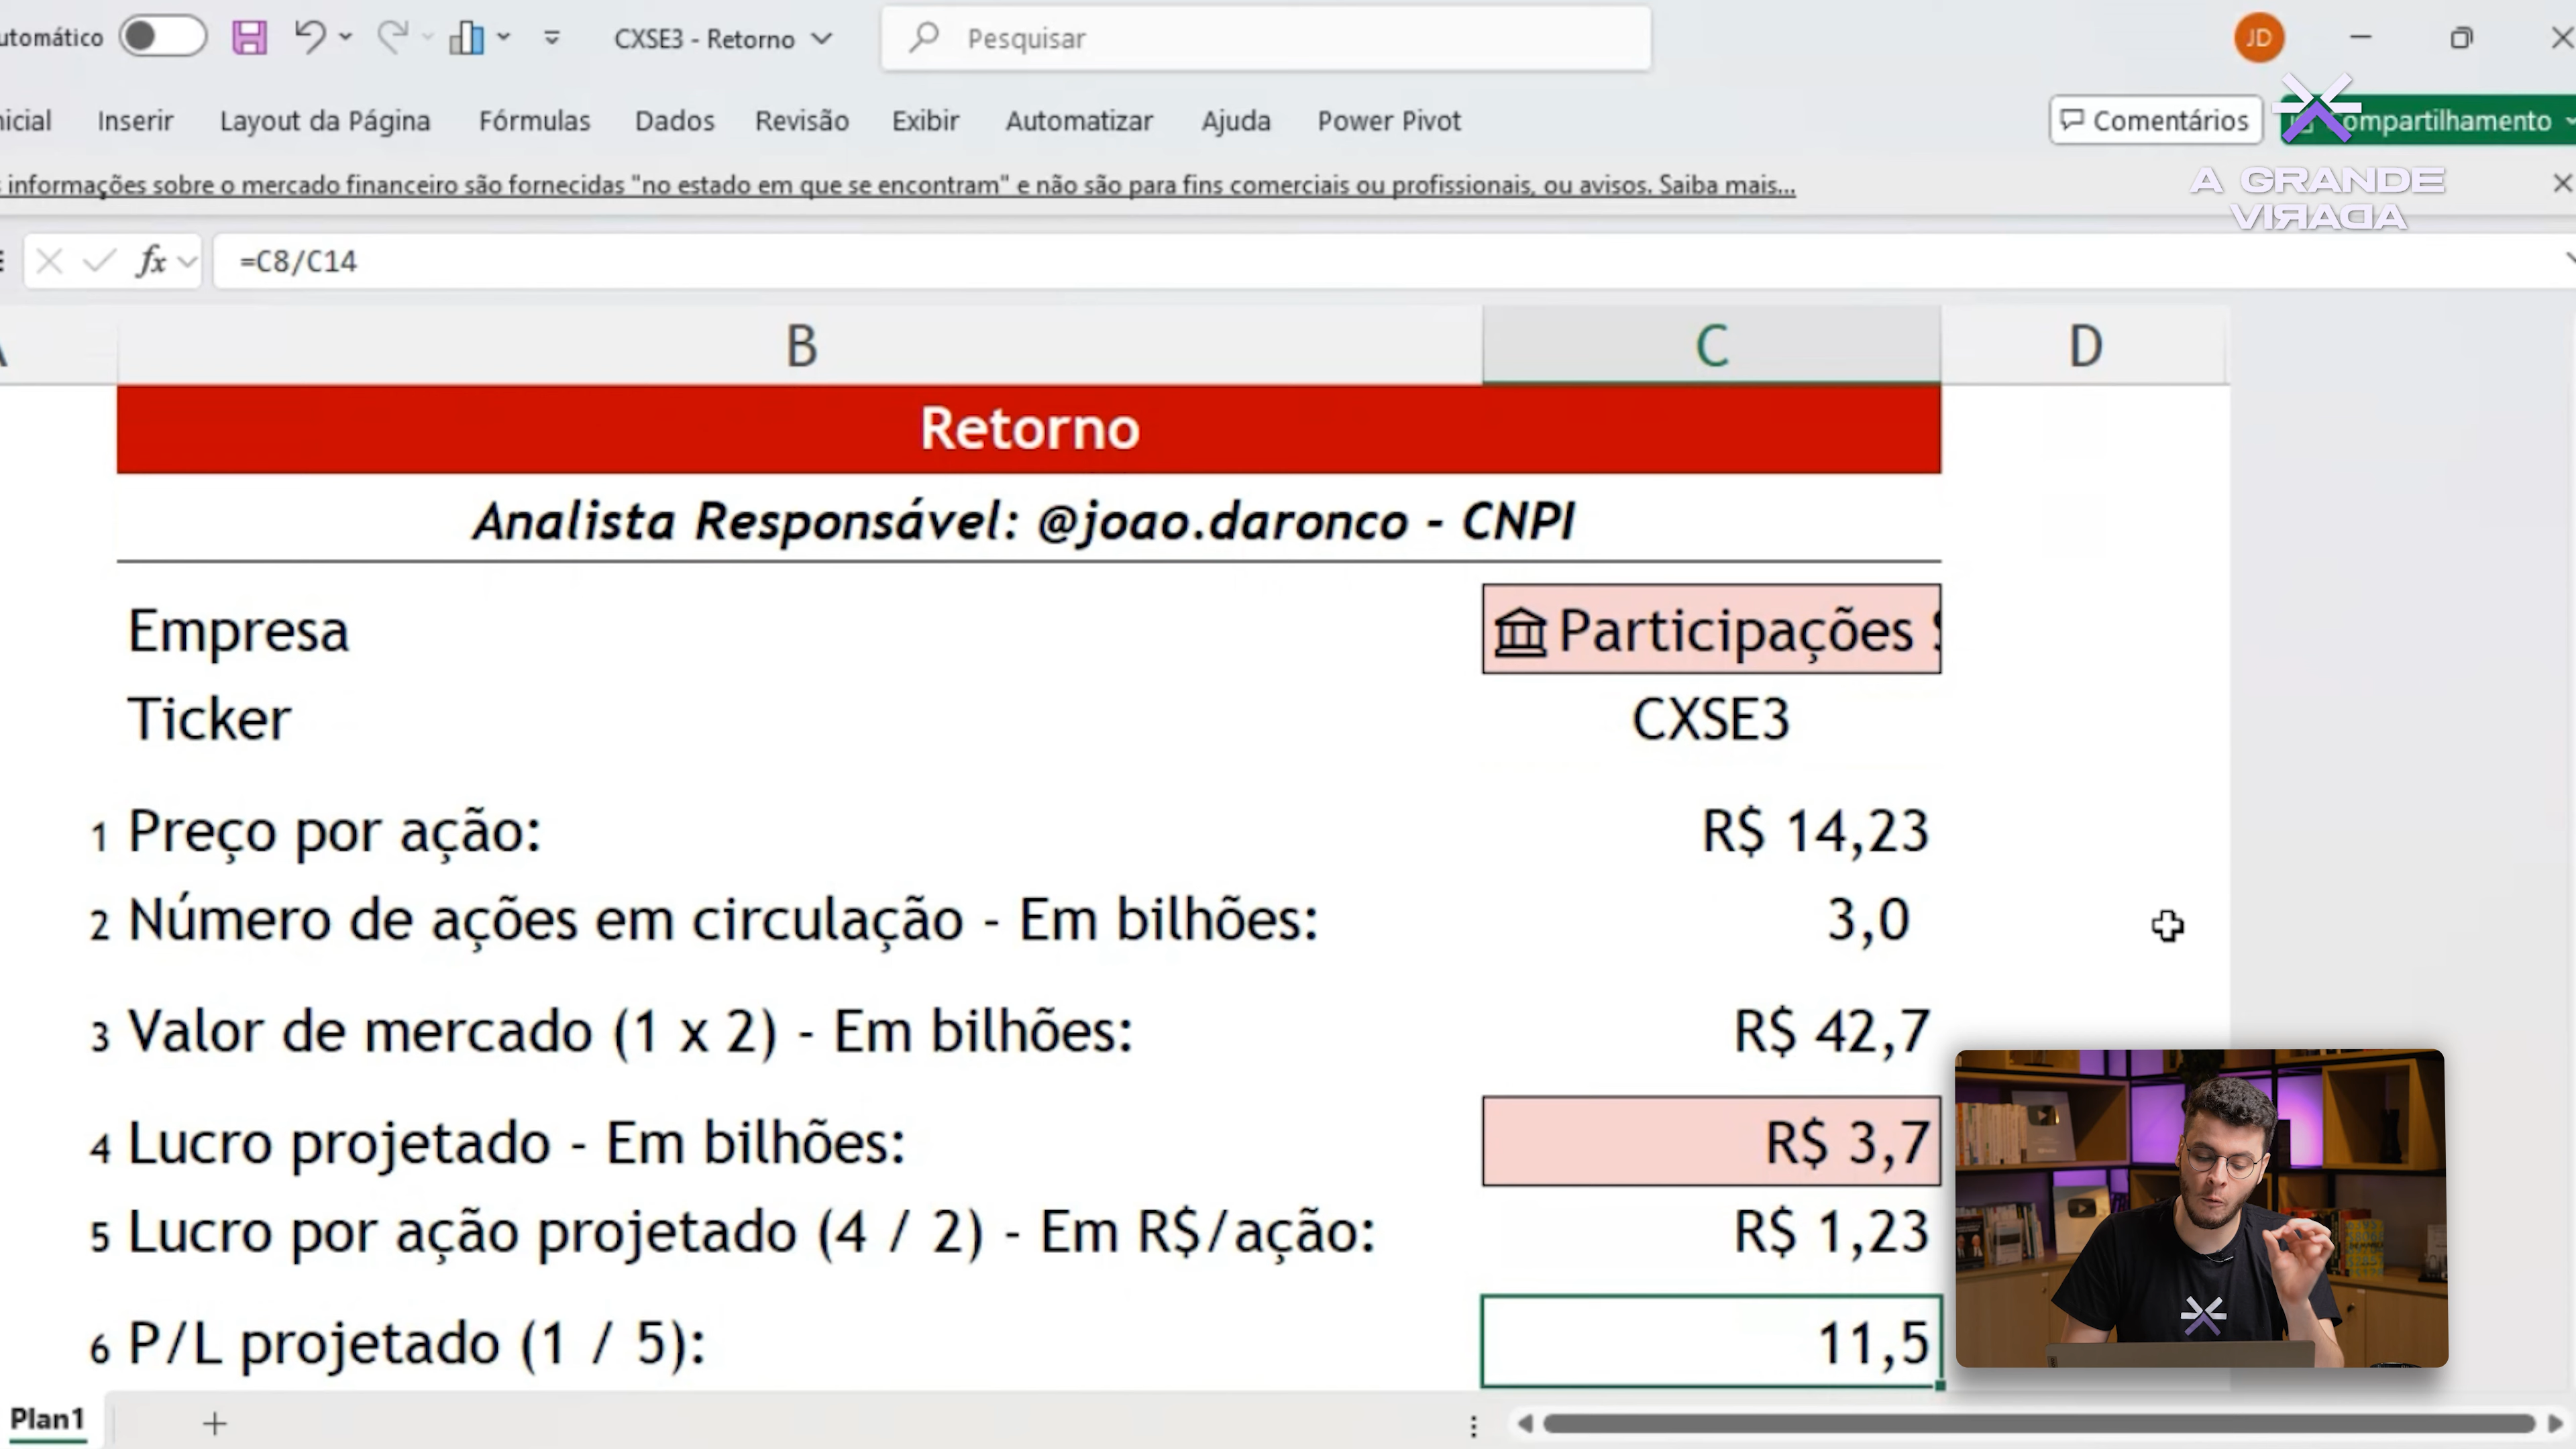 utomático
CXSE3 - Retorno
Pesquisar
JD
nicial
Inserir
Layout da Página
Fórmulas
Dados
Revisão
Exibir
Automatizar
Ajuda
Power Pivot
Comentários
ompartilhamento
informações sobre o mercado financeiro são fornecidas "no estado em que se encontram" e não são para fins comerciais ou profissionais, ou avisos. Saiba mais...
A GRANDE
VIRADA
fx
=C8/C14
B
C
D
Retorno
Analista Responsável: @joao.daronco - CNPI
Empresa
Participações
Ticker
CXSE3
1 Preço por ação:
R$ 14,23
2 Número de ações em circulação - Em bilhões:
3,0
3 Valor de mercado (1 x 2) - Em bilhões:
R$ 42,7
4 Lucro projetado - Em bilhões:
R$ 3,7
5 Lucro por ação projetado (4 / 2) - Em R$/ação:
R$ 1,23
6 P/L projetado (1 / 5):
11,5
Plan1